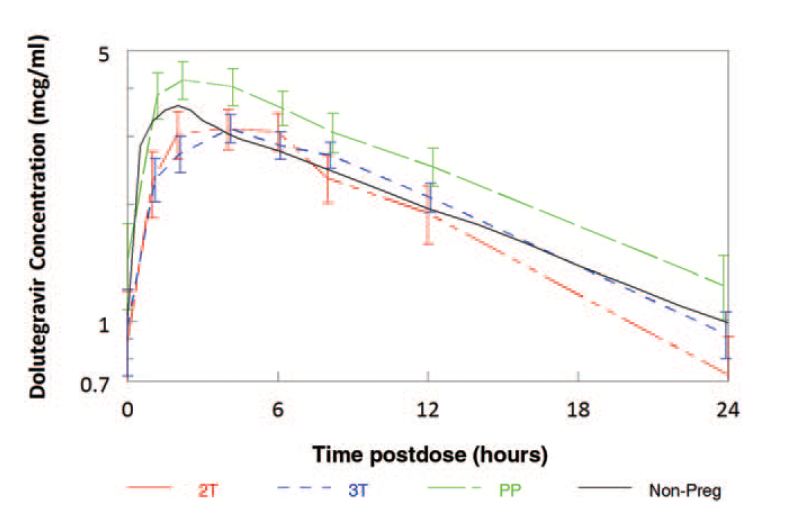 Dolutegravir Concentration (mcg/ml)
5
1
0.7
0 6 12 18 24
Time postdose (hours)
2T 3T PP Non-Preg